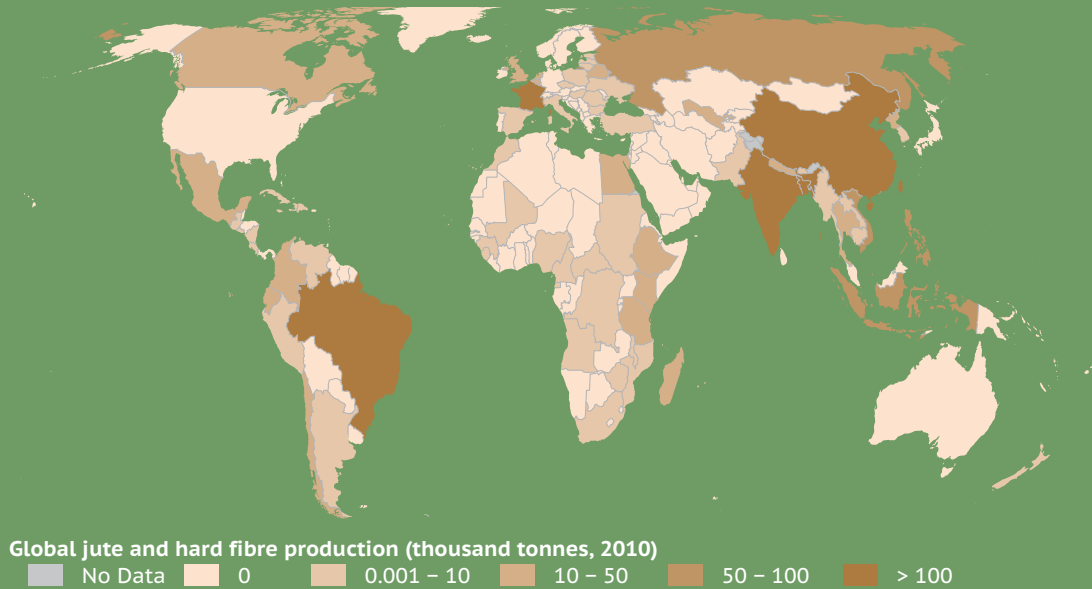 Global jute and hard fibre production (thousand tonnes, 2010)
No Data 0 0.001 – 10 10 – 50 50 – 100 > 100